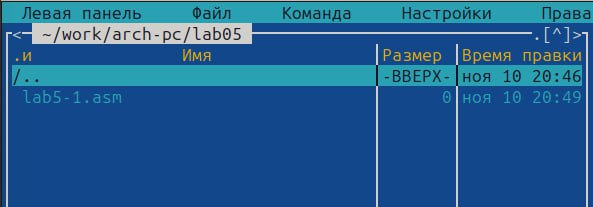 Левая панель Файл Команда Настройки Права
< ~/work/arch-pc/lab05 .[^]>
.и Имя Размер Время правки
/.. -ВВЕРХ- ноя 10 20:46
lab5-1.asm 0 ноя 10 20:49